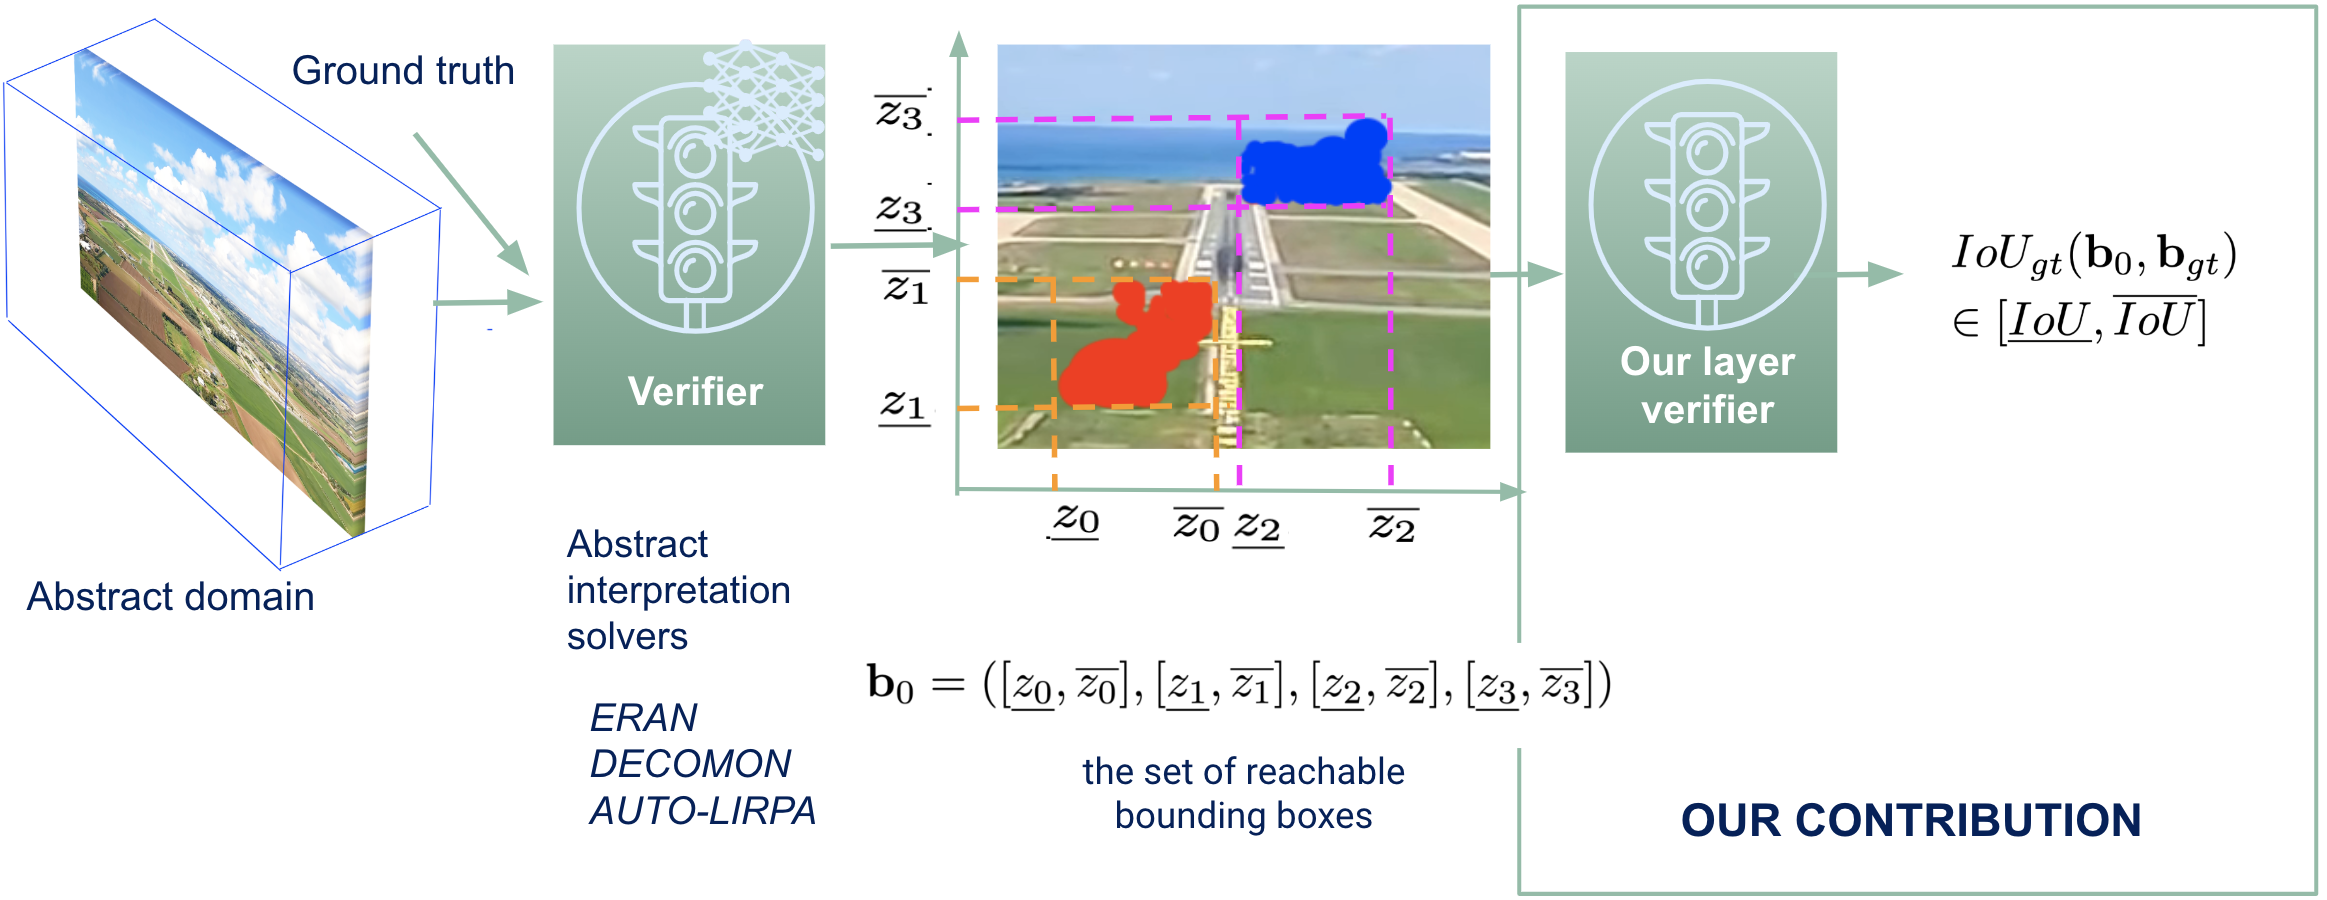 Ground truth
Abstract domain
Verifier
Abstract
interpretation
solvers
ERAN
DECOMON
AUTO-LIRPA
$\overline{z_3}$
$\underline{z_3}$
$\overline{z_1}$
$\underline{z_1}$
$\underline{z_0}$ $\overline{z_0}$ $\underline{z_2}$ $\overline{z_2}$
$\mathbf{b}_0 = ([\underline{z_0}, \overline{z_0}], [\underline{z_1}, \overline{z_1}], [\underline{z_2}, \overline{z_2}], [\underline{z_3}, \overline{z_3}])$
the set of reachable
bounding boxes
Our layer
verifier
$IoU_{gt}(\mathbf{b}_0, \mathbf{b}_{gt})$
$\in [\underline{IoU}, \overline{IoU}]$
OUR CONTRIBUTION